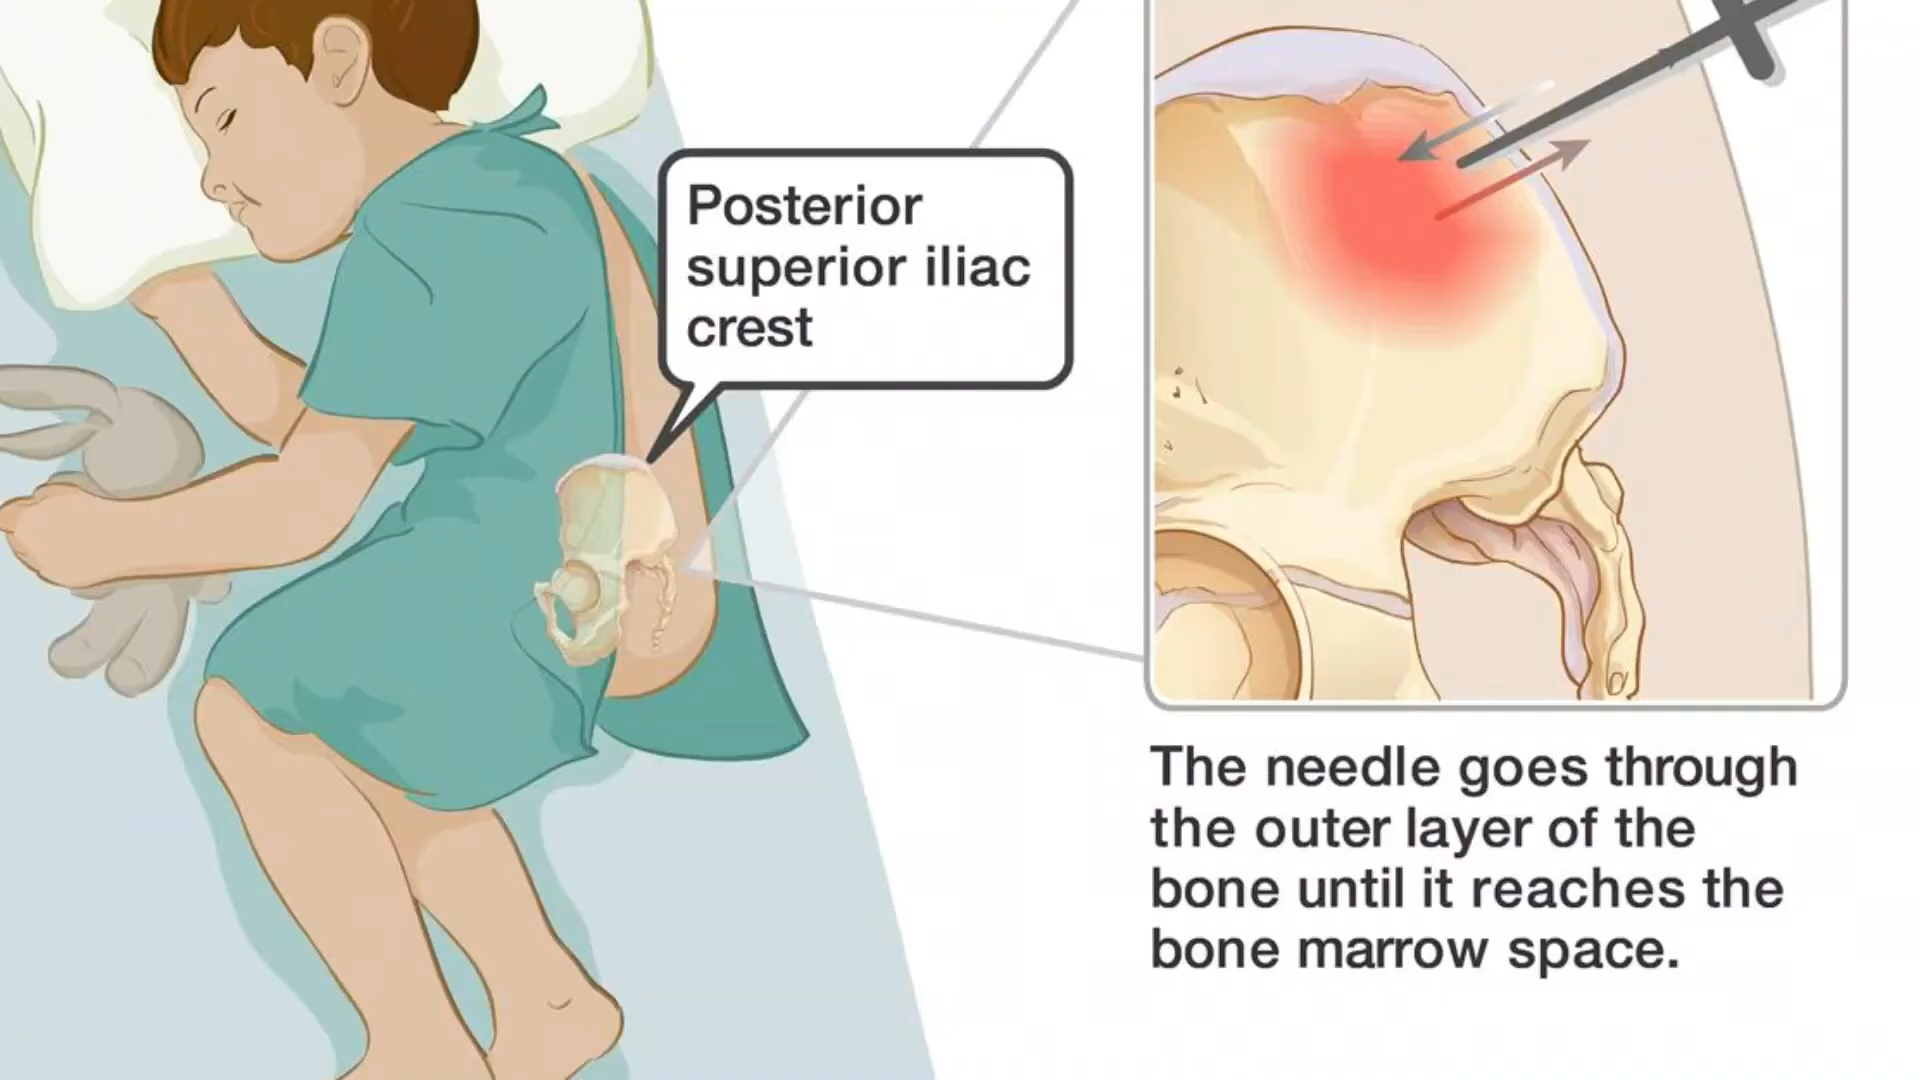 Posterior
superior iliac
crest
The needle goes through
the outer layer of the
bone until it reaches the
bone marrow space.